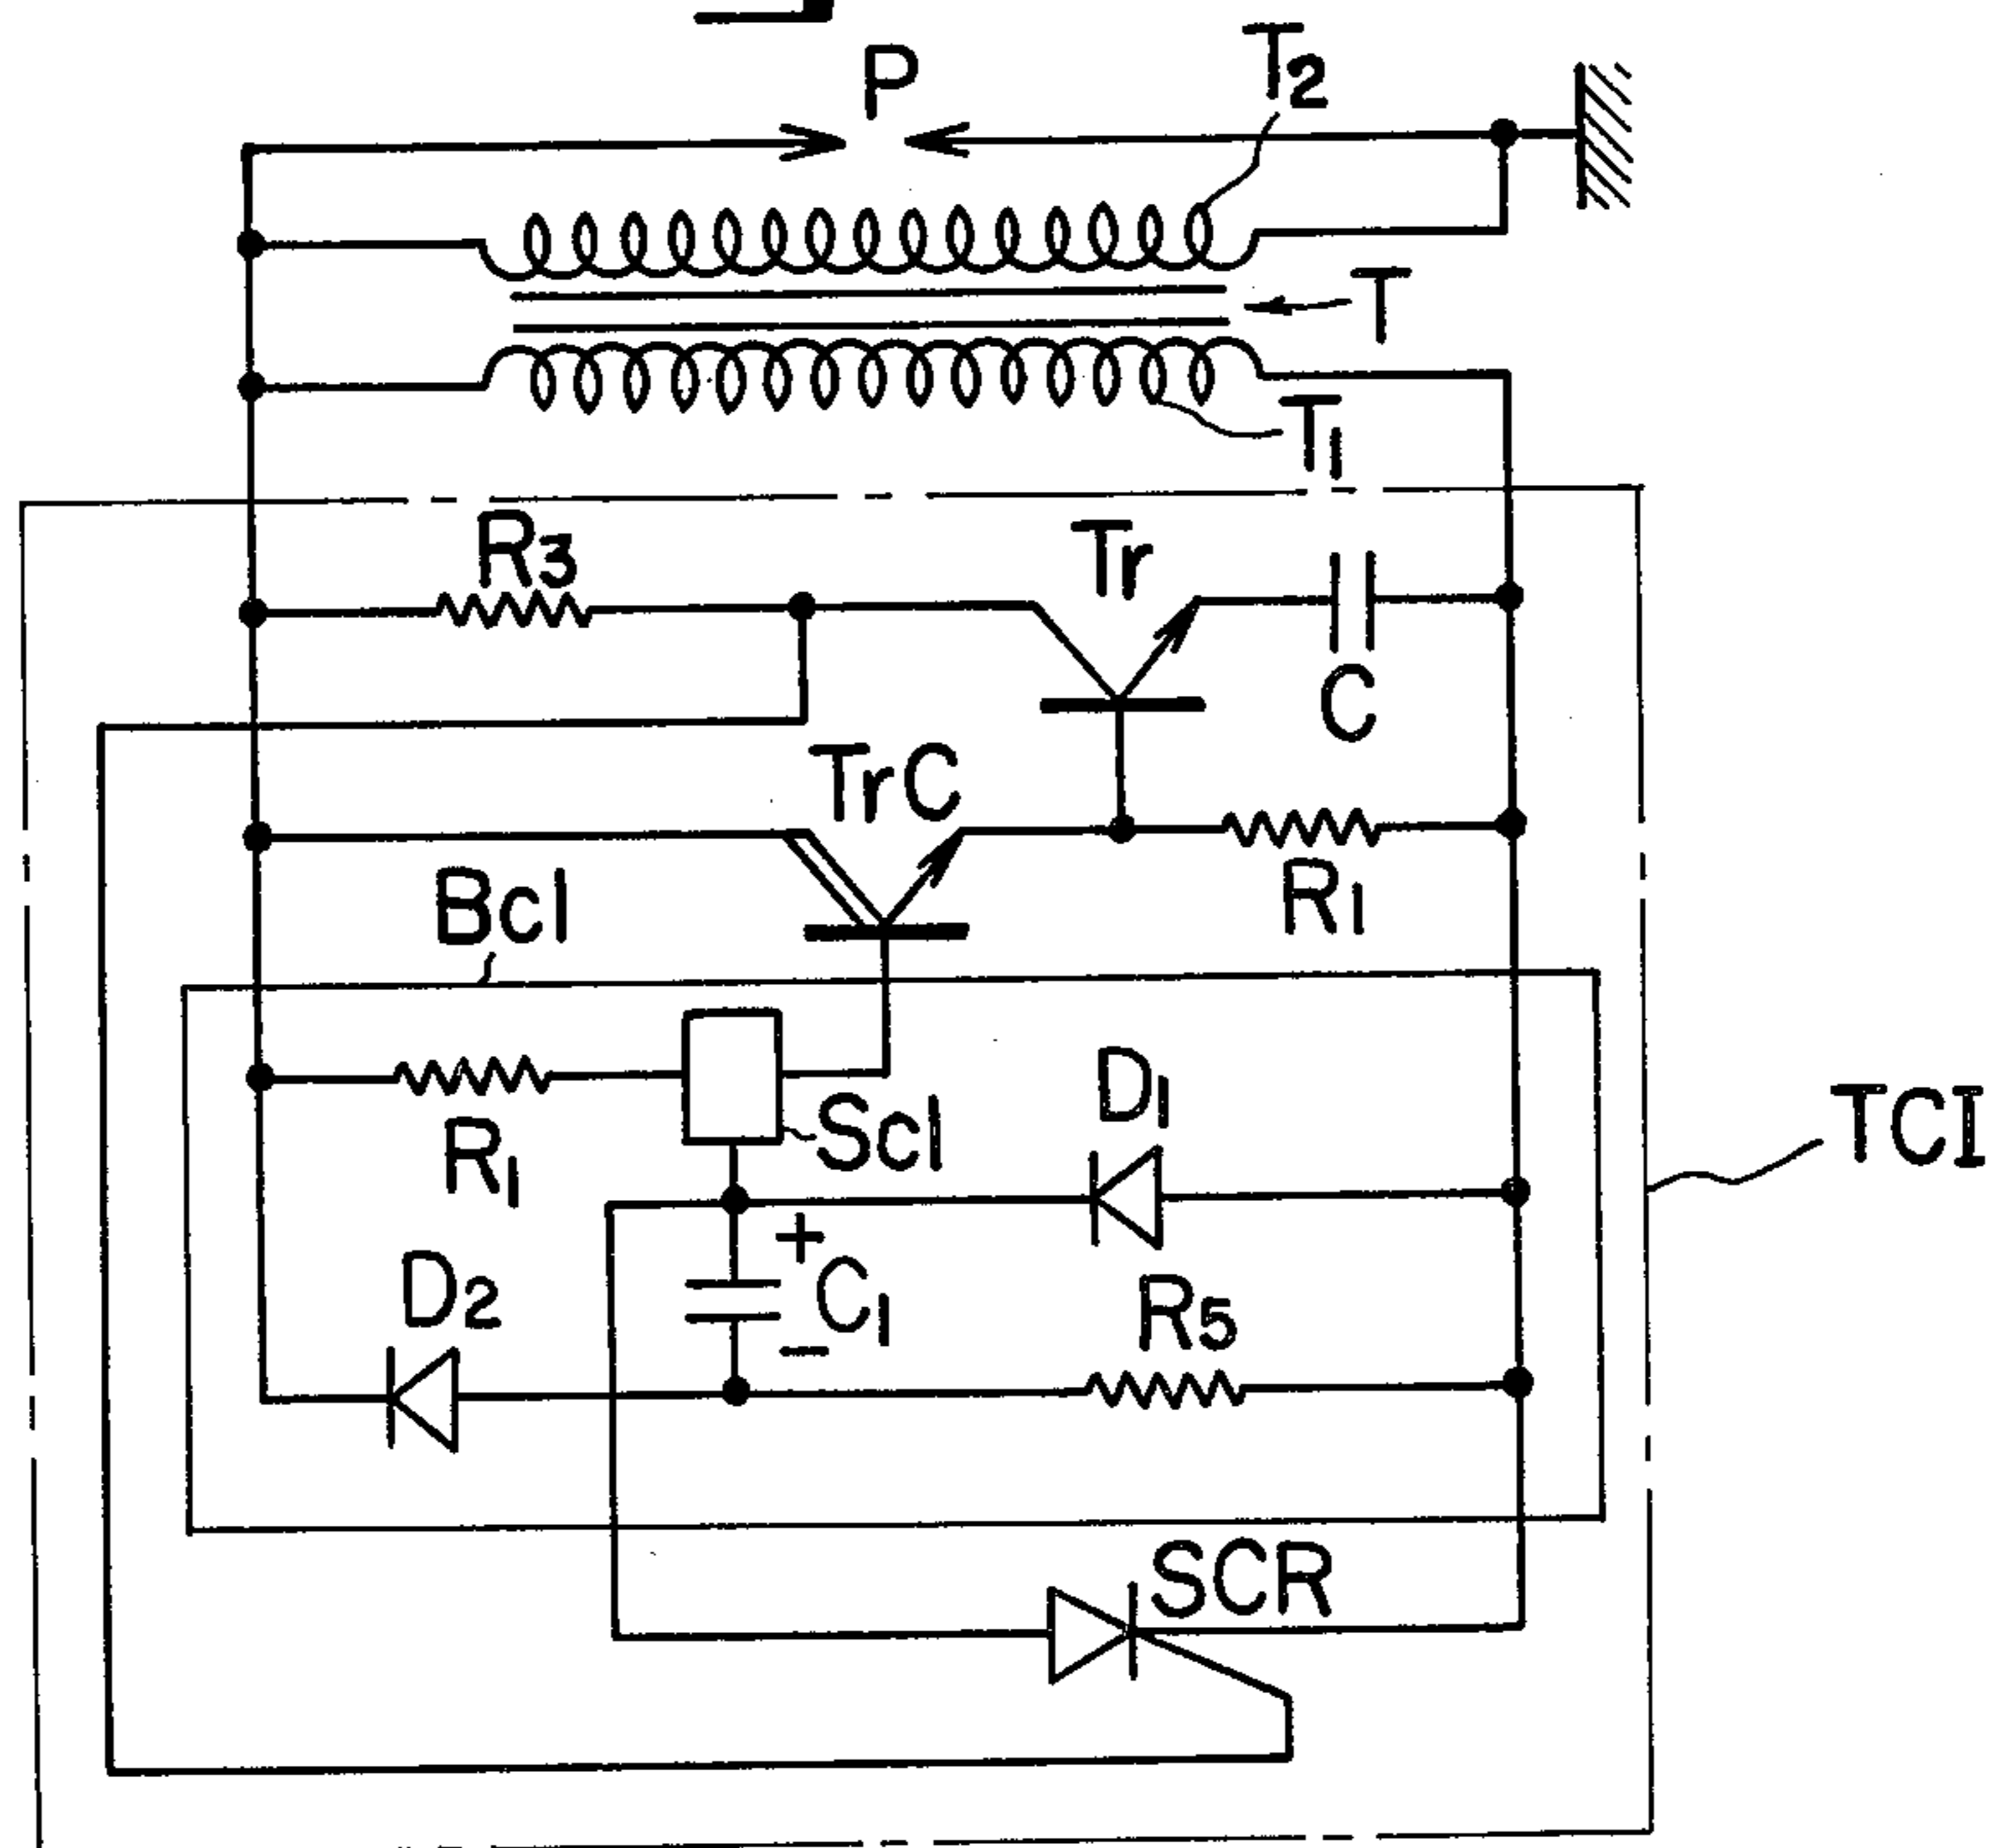 P
T2
T
T1
R3
Tr
C
TrC
R1
Bcl
R1
Scl
D1
TCI
+
C1
-
D2
R5
SCR